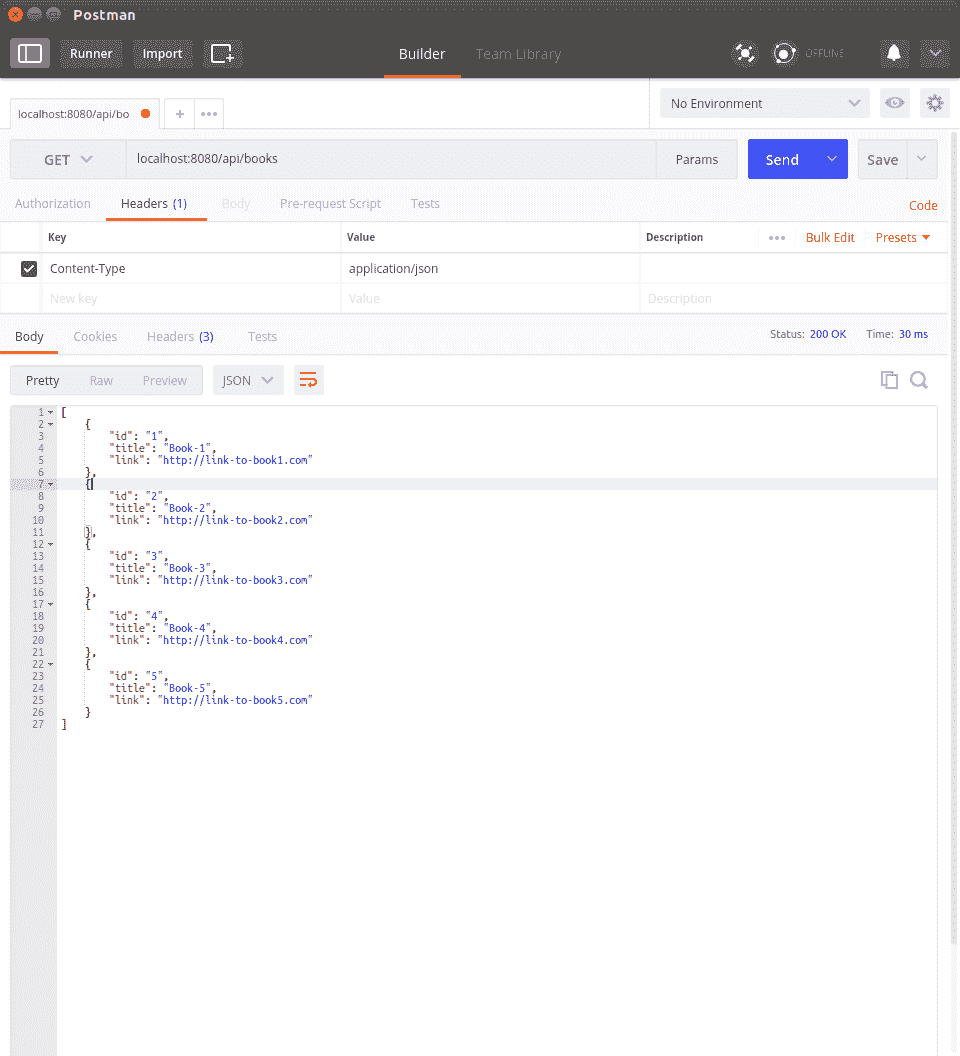 Postman
Runner Import Builder Team Library OFFLINE
localhost:8080/api/bo + ••• No Environment
GET localhost:8080/api/books Params Send Save
Authorization Headers (1) Body Pre-request Script Tests Code
Key Value Description ••• Bulk Edit Presets
Content-Type application/json
New key Value Description
Body Cookies Headers (3) Tests Status: 200 OK Time: 30 ms
Pretty Raw Preview JSON
1 [
2 {
3 "id": "1",
4 "title": "Book-1",
5 "link": "http://link-to-book1.com"
6 },
7 {
8 "id": "2",
9 "title": "Book-2",
10 "link": "http://link-to-book2.com"
11 },
12 {
13 "id": "3",
14 "title": "Book-3",
15 "link": "http://link-to-book3.com"
16 },
17 {
18 "id": "4",
19 "title": "Book-4",
20 "link": "http://link-to-book4.com"
21 },
22 {
23 "id": "5",
24 "title": "Book-5",
25 "link": "http://link-to-book5.com"
26 }
27 ]